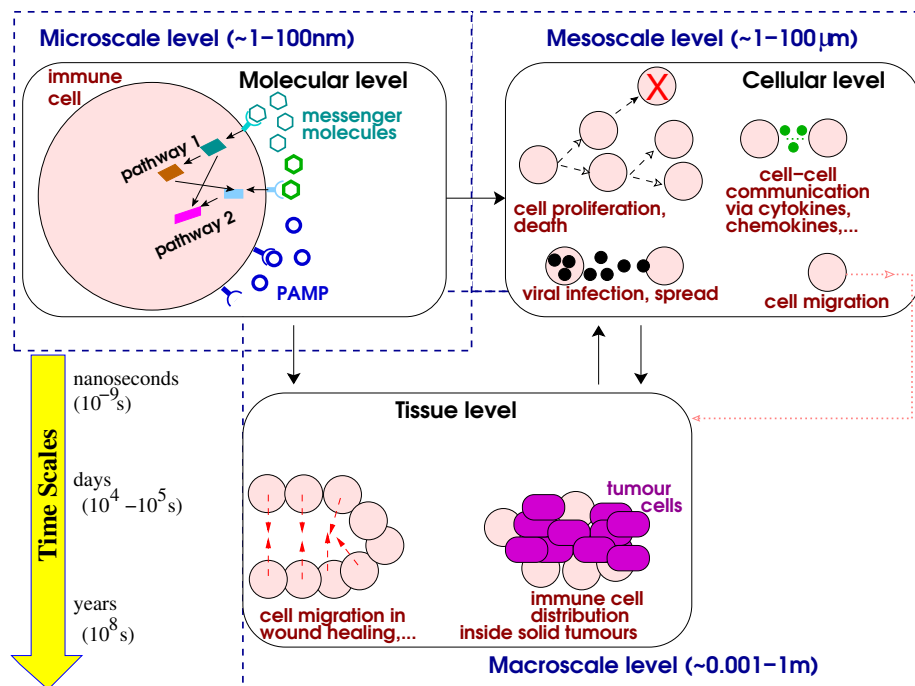 Microscale level (~1−100nm)
Molecular level
immune
cell
messenger
molecules
pathway 1
pathway 2
PAMP
Mesoscale level (~1−100μm)
Cellular level
X
cell proliferation,
death
cell−cell
communication
via cytokines,
chemokines,...
viral infection, spread
cell migration
Time Scales
nanoseconds
(10⁻⁹s)
days
(10⁴ −10⁵s)
years
(10⁸s)
Tissue level
tumour
cells
cell migration in
wound healing,...
immune cell
distribution
inside solid tumours
Macroscale level (~0.001−1m)